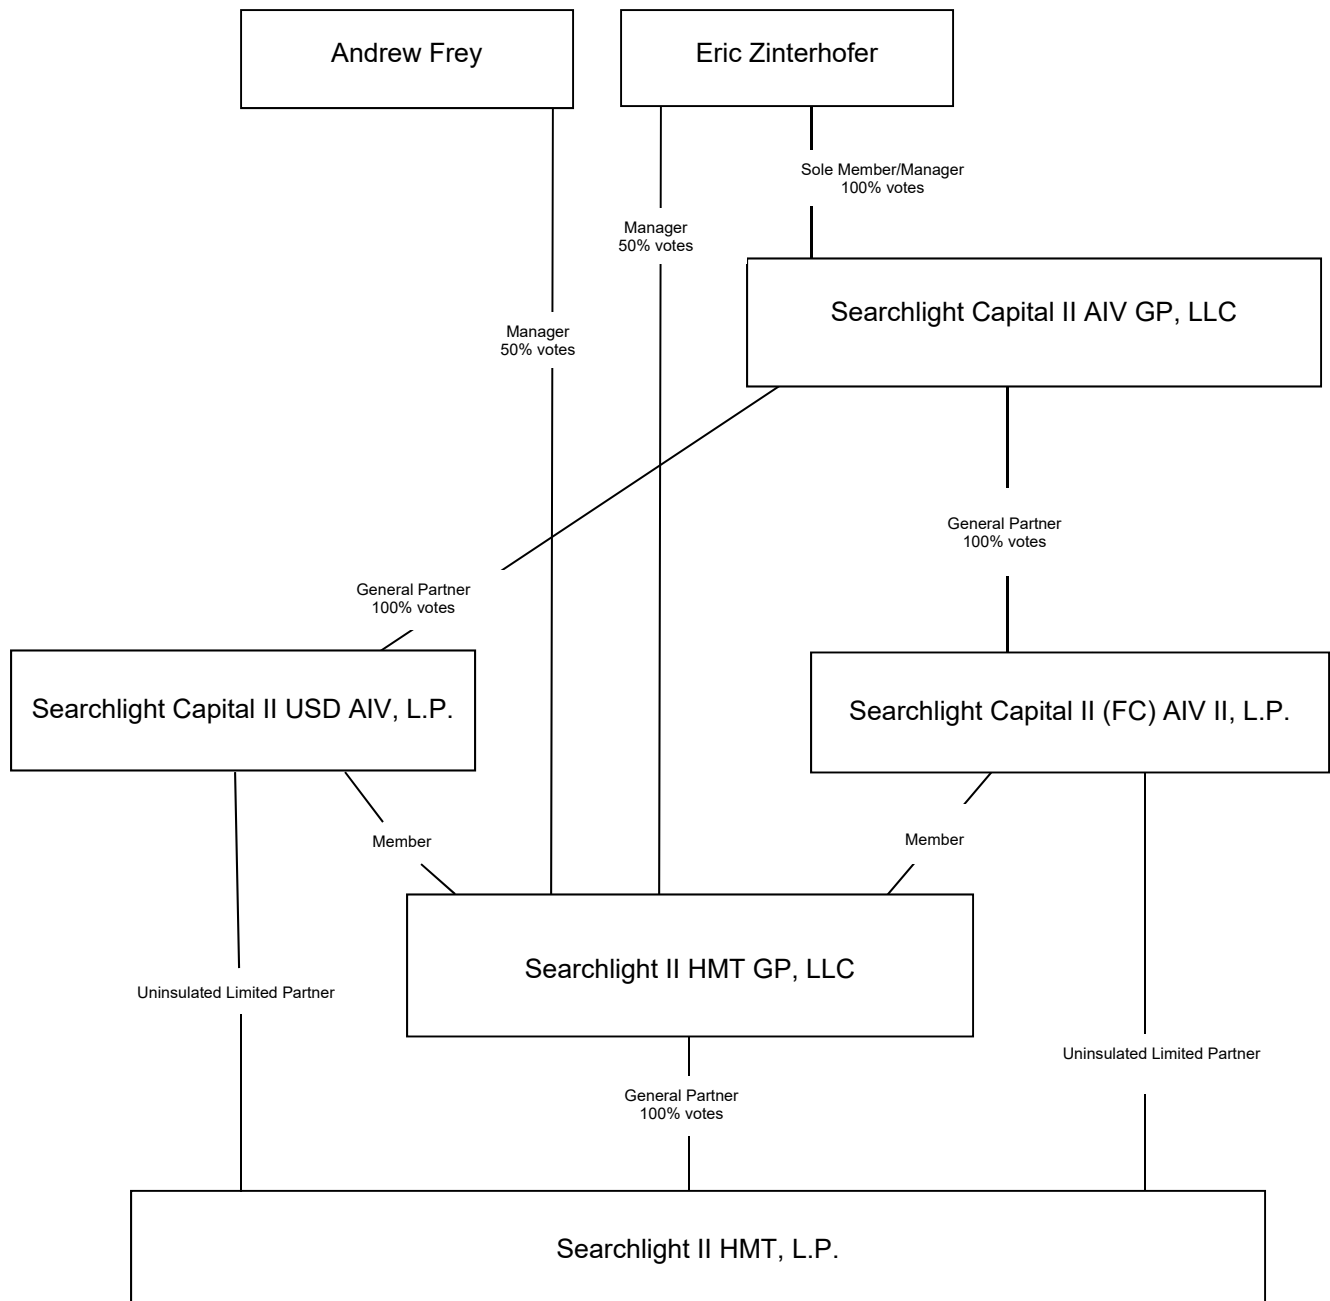 Andrew Frey
Eric Zinterhofer
Sole Member/Manager
100% votes
Manager
50% votes
Searchlight Capital II AIV GP, LLC
Manager
50% votes
General Partner
100% votes
General Partner
100% votes
Searchlight Capital II USD AIV, L.P.
Searchlight Capital II (FC) AIV II, L.P.
Member
Member
Searchlight II HMT GP, LLC
Uninsulated Limited Partner
Uninsulated Limited Partner
General Partner
100% votes
Searchlight II HMT, L.P.